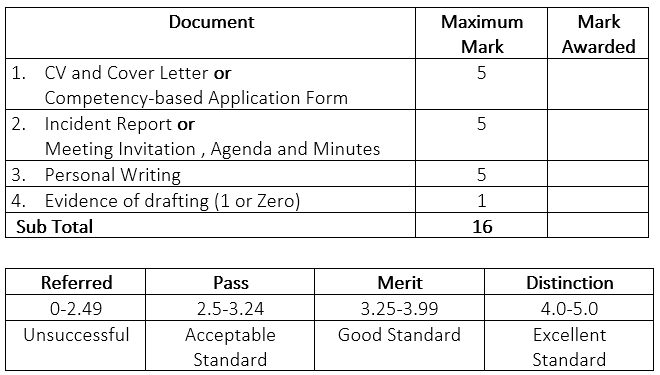 Document Maximum Mark
Mark Awarded
1. CV and Cover Letter or 5
Competency-based Application Form
2. Incident Report or 5
Meeting Invitation , Agenda and Minutes
3. Personal Writing 5
4. Evidence of drafting (1 or Zero) 1
Sub Total 16
Referred Pass Merit Distinction
0-2.49 2.5-3.24 3.25-3.99 4.0-5.0
Unsuccessful Acceptable Good Standard Excellent
Standard Standard